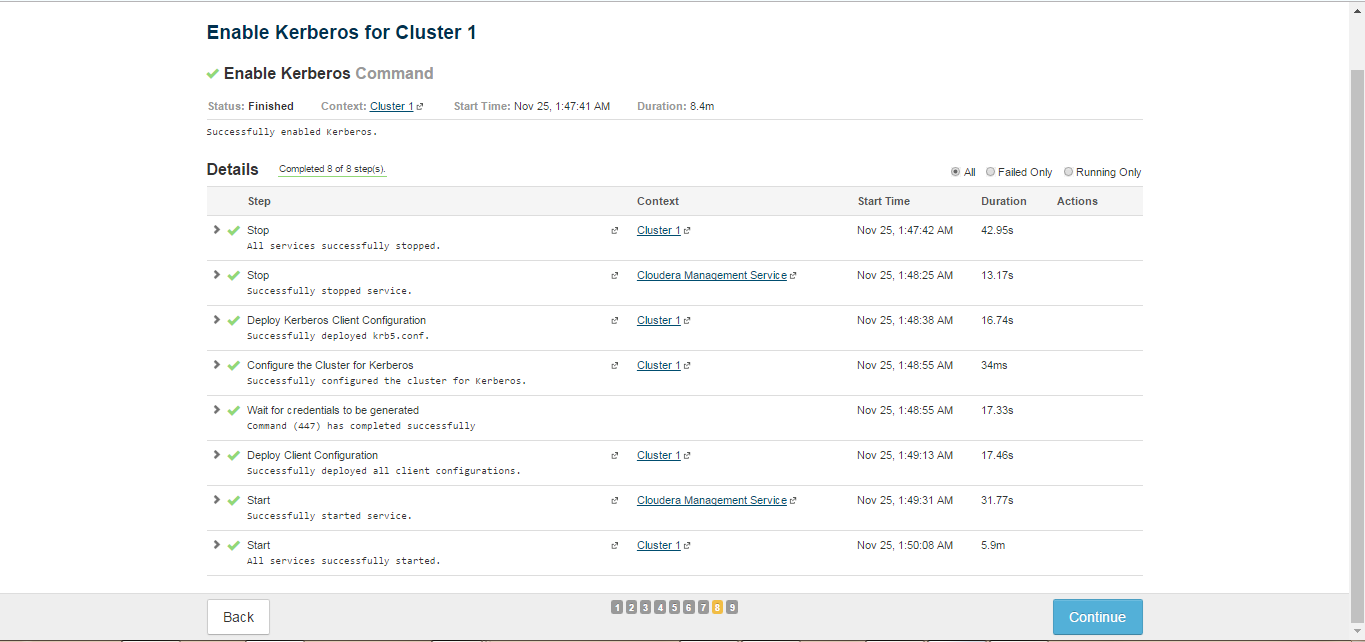 Enable Kerberos for Cluster 1
Enable Kerberos Command
Status: Finished Context: Cluster 1 Start Time: Nov 25, 1:47:41 AM Duration: 8.4m
Successfully enabled Kerberos.
Details Completed 8 of 8 step(s). All Failed Only Running Only
Step Context Start Time Duration Actions
Stop Cluster 1 Nov 25, 1:47:42 AM 42.95s
All services successfully stopped.
Stop Cloudera Management Service Nov 25, 1:48:25 AM 13.17s
Successfully stopped service.
Deploy Kerberos Client Configuration Cluster 1 Nov 25, 1:48:38 AM 16.74s
Successfully deployed krb5.conf.
Configure the Cluster for Kerberos Cluster 1 Nov 25, 1:48:55 AM 34ms
Successfully configured the cluster for Kerberos.
Wait for credentials to be generated Nov 25, 1:48:55 AM 17.33s
Command (447) has completed successfully
Deploy Client Configuration Cluster 1 Nov 25, 1:49:13 AM 17.46s
Successfully deployed all client configurations.
Start Cloudera Management Service Nov 25, 1:49:31 AM 31.77s
Successfully started service.
Start Cluster 1 Nov 25, 1:50:08 AM 5.9m
All services successfully started.
Back 1 2 3 4 5 6 7 8 9 Continue